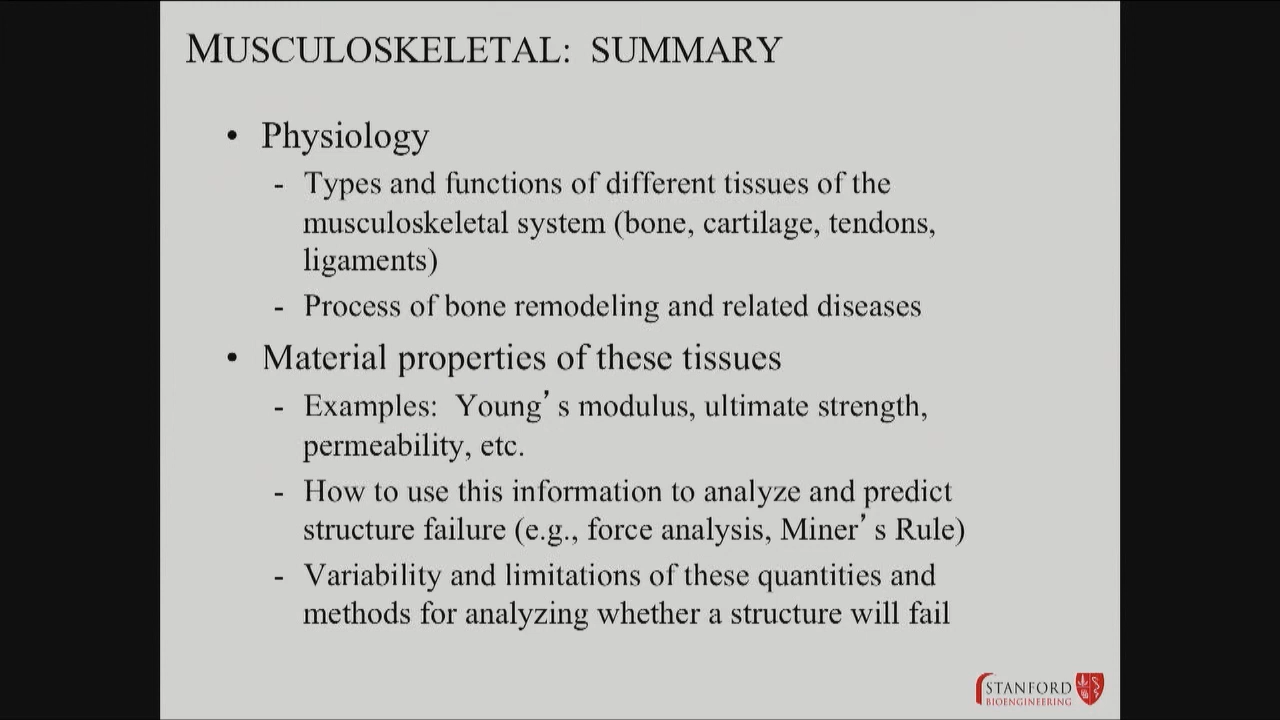 MUSCULOSKELETAL: SUMMARY
• Physiology
- Types and functions of different tissues of the
musculoskeletal system (bone, cartilage, tendons,
ligaments)
- Process of bone remodeling and related diseases
• Material properties of these tissues
- Examples: Young’s modulus, ultimate strength,
permeability, etc.
- How to use this information to analyze and predict
structure failure (e.g., force analysis, Miner’s Rule)
- Variability and limitations of these quantities and
methods for analyzing whether a structure will fail
STANFORD
BIOENGINEERING